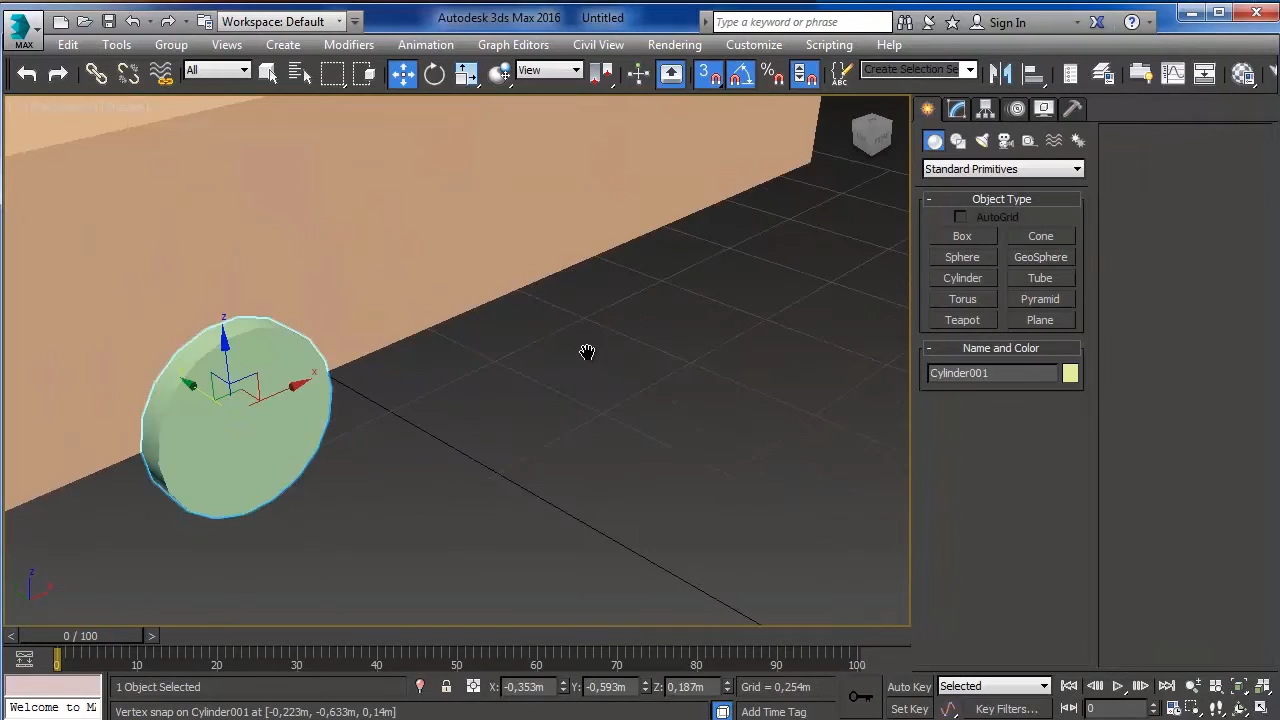 Workspace: Default
Autodesk 3ds Max 2016 Untitled
Type a keyword or phrase
Sign In
MAX
Edit Tools Group Views Create Modifiers Animation Graph Editors Civil View Rendering Customize Scripting Help
All
View
3
ABC
Create Selection Se
Standard Primitives
- Object Type
AutoGrid
Box Cone
Sphere GeoSphere
Cylinder Tube
Torus Pyramid
Teapot Plane
- Name and Color
Cylinder001
z
x
z
< 0 / 100 >
0 10 20 30 40 50 60 70 80 90 100
1 Object Selected X: -0,353m Y: -0,593m Z: 0,187m Grid = 0,254m Auto Key Selected
Welcome to M
Vertex snap on Cylinder001 at [-0,223m, -0,633m, 0,14m] Add Time Tag Set Key Key Filters... 0